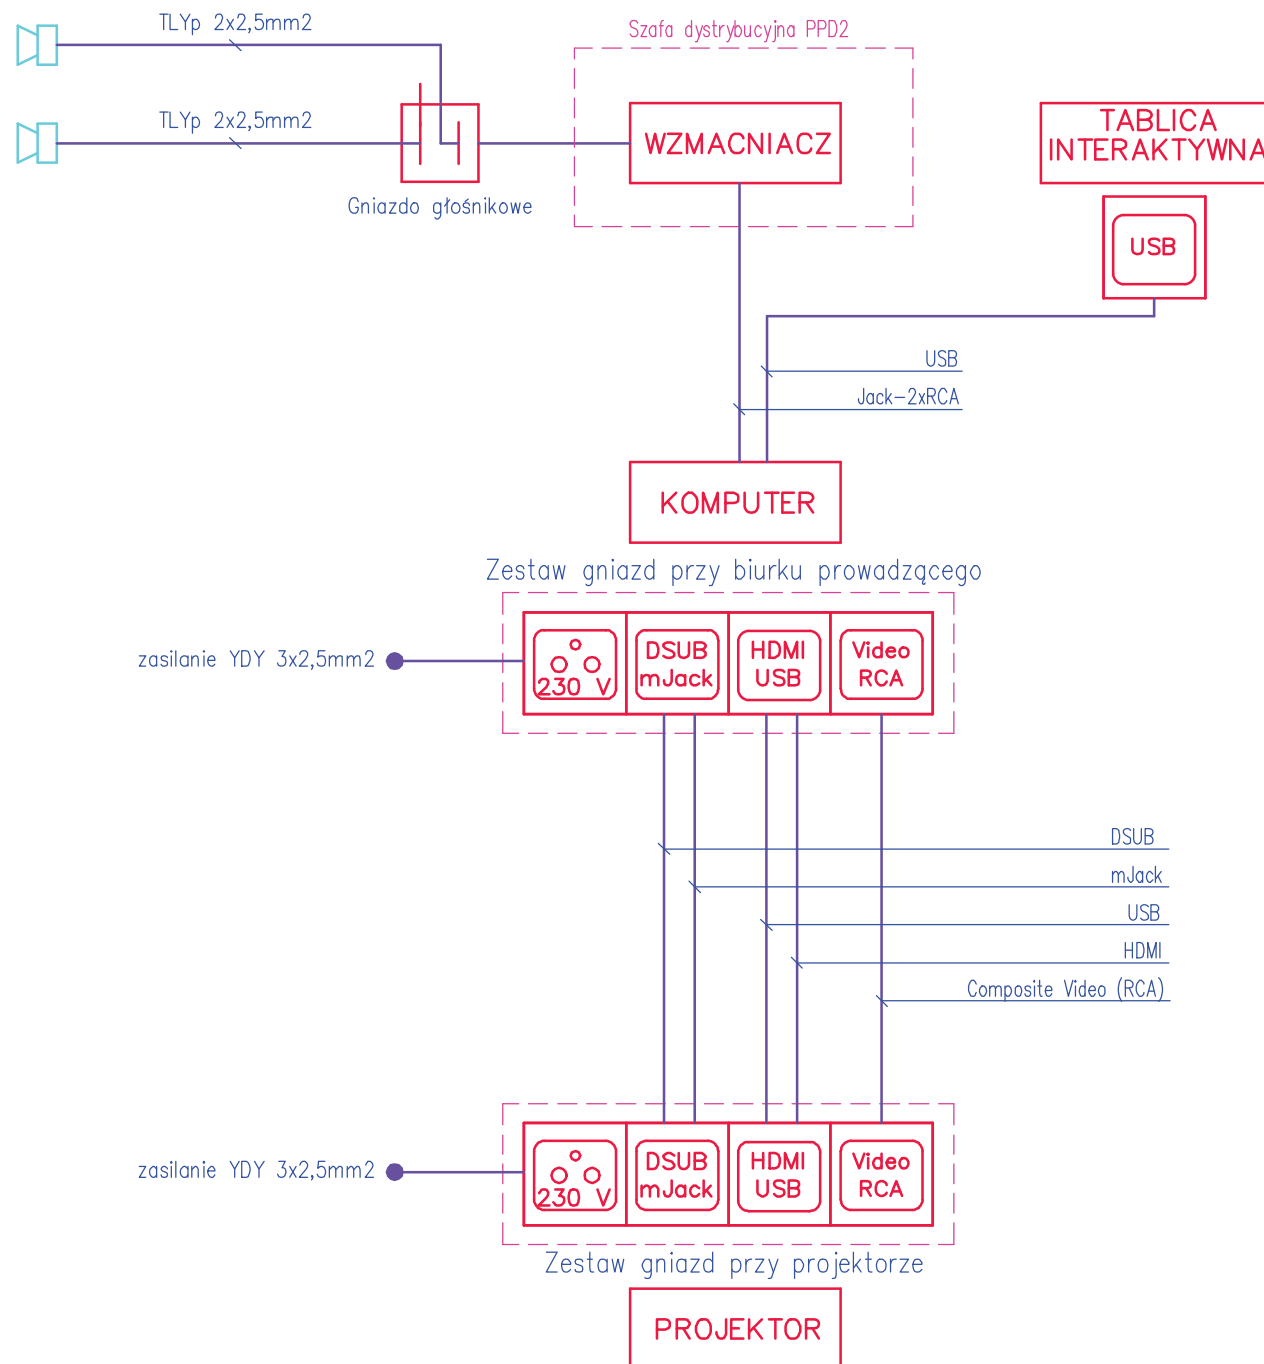 TLYp 2x2,5mm2
Szafa dystrybucyjna PPD2
TLYp 2x2,5mm2
WZMACNIACZ
TABLICA
INTERAKTYWNA
Gniazdo głośnikowe
USB
USB
Jack-2xRCA
KOMPUTER
Zestaw gniazd przy biurku prowadzącego
zasilanie YDY 3x2,5mm2
230 V
DSUB
mJack
HDMI
USB
Video
RCA
DSUB
mJack
USB
HDMI
Composite Video (RCA)
zasilanie YDY 3x2,5mm2
230 V
DSUB
mJack
HDMI
USB
Video
RCA
Zestaw gniazd przy projektorze
PROJEKTOR